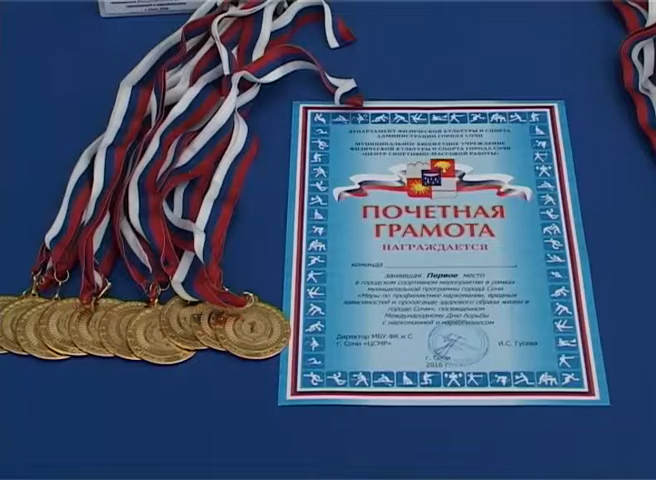 ДЕПАРТАМЕНТ ФИЗИЧЕСКОЙ КУЛЬТУРЫ И СПОРТА
АДМИНИСТРАЦИИ ГОРОДА СОЧИ
МУНИЦИПАЛЬНОЕ БЮДЖЕТНОЕ УЧРЕЖДЕНИЕ
ФИЗИЧЕСКОЙ КУЛЬТУРЫ И СПОРТА ГОРОДА СОЧИ
«ЦЕНТР СПОРТИВНО-МАССОВОЙ РАБОТЫ»
ПОЧЕТНАЯ
ГРАМОТА
НАГРАЖДАЕТСЯ
команда
занявшая Первое место
в городском спортивном мероприятии в рамках
муниципальной программы города Сочи
«Меры по профилактике наркомании, вредных
зависимостей и пропаганде здорового образа жизни в
городе Сочи», посвященном
Международному Дню борьбы
с наркоманией и наркобизнесом
Директор МБУ ФК и С
г. Сочи «ЦСМР»
И.С. Гусева
г. Сочи
2016